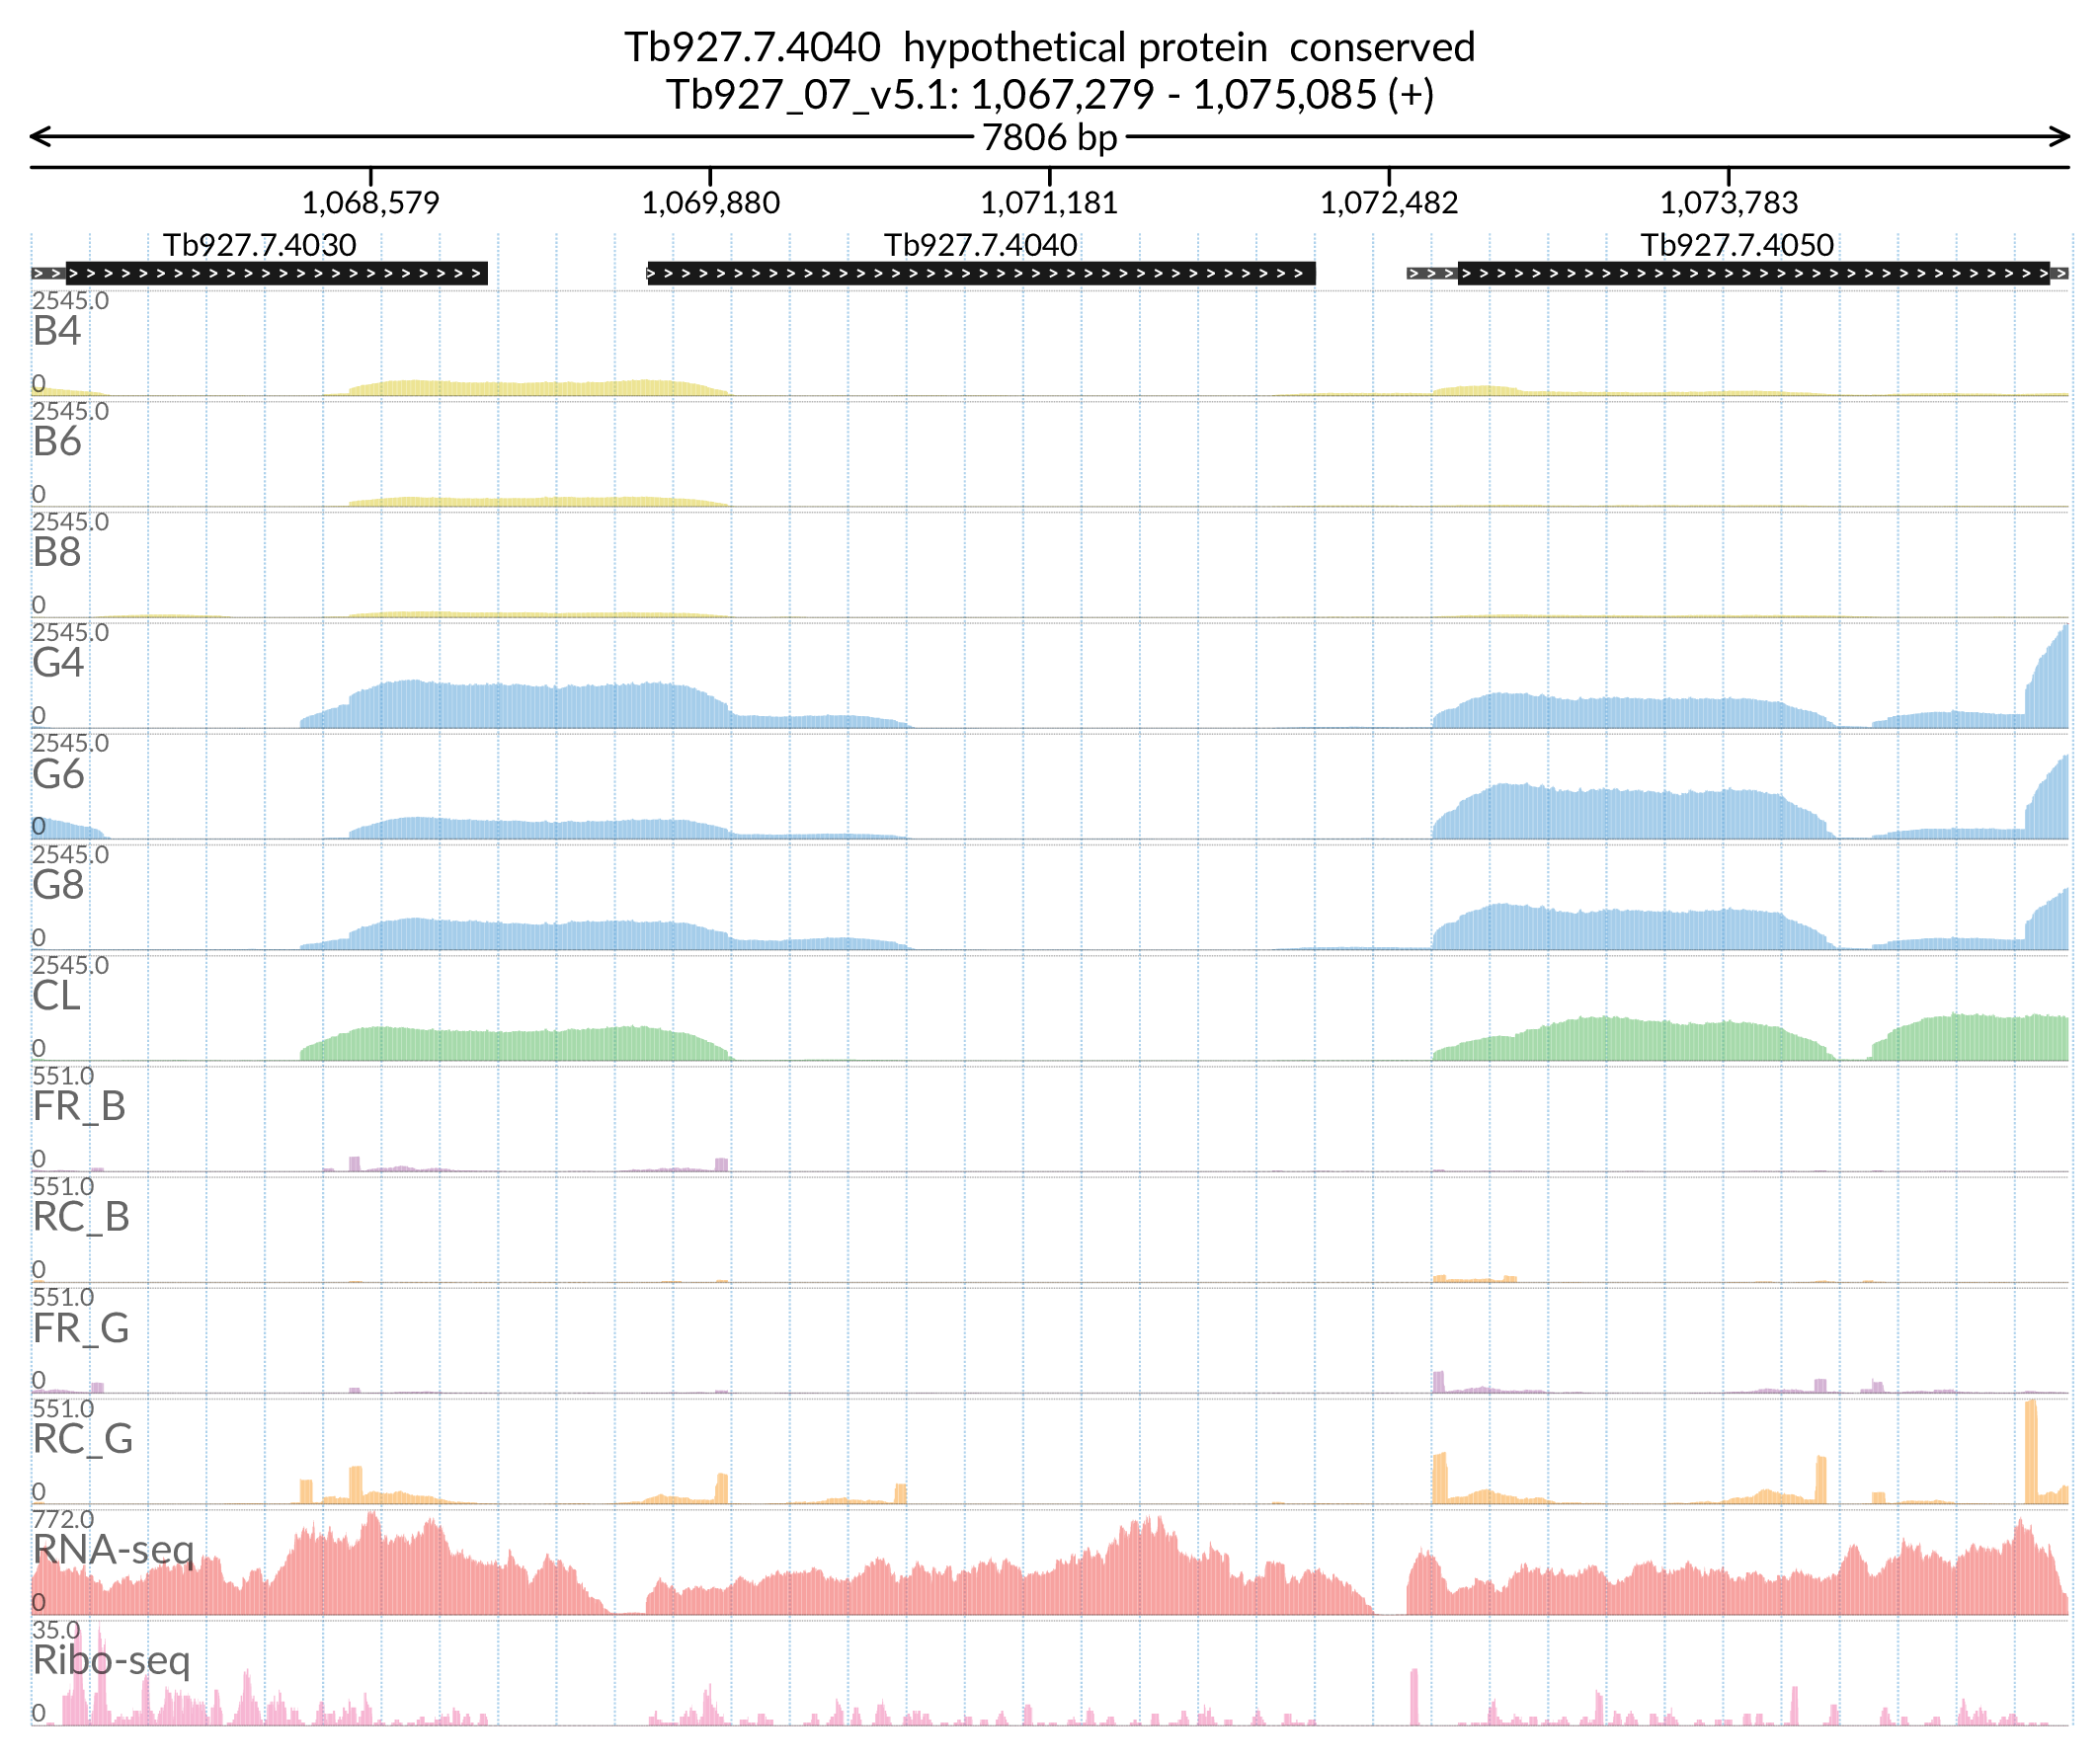 Tb927.7.4040  hypothetical protein  conserved
Tb927_07_v5.1: 1,067,279 - 1,075,085 (+)
7806 bp
1,068,579 1,069,880 1,071,181 1,072,482 1,073,783
Tb927.7.4030 Tb927.7.4040 Tb927.7.4050
2545.0
B4
0
2545.0
B6
0
2545.0
B8
0
2545.0
G4
0
2545.0
G6
0
2545.0
G8
0
2545.0
CL
0
551.0
FR_B
0
551.0
RC_B
0
551.0
FR_G
0
551.0
RC_G
0
772.0
RNA-seq
0
35.0
Ribo-seq
0